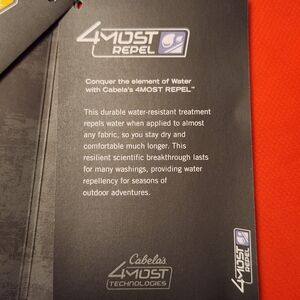 4MOST
REPEL
Conquer the element of Water
with Cabela's 4MOST REPEL™
This durable water-resistant treatment
repels water when applied to almost
any fabric, so you stay dry and
comfortable much longer. This
resilient scientific breakthrough lasts
for many washings, providing water
repellency for seasons of
outdoor adventures.
Cabela's
4MOST
TECHNOLOGIES
4MOST
REPEL